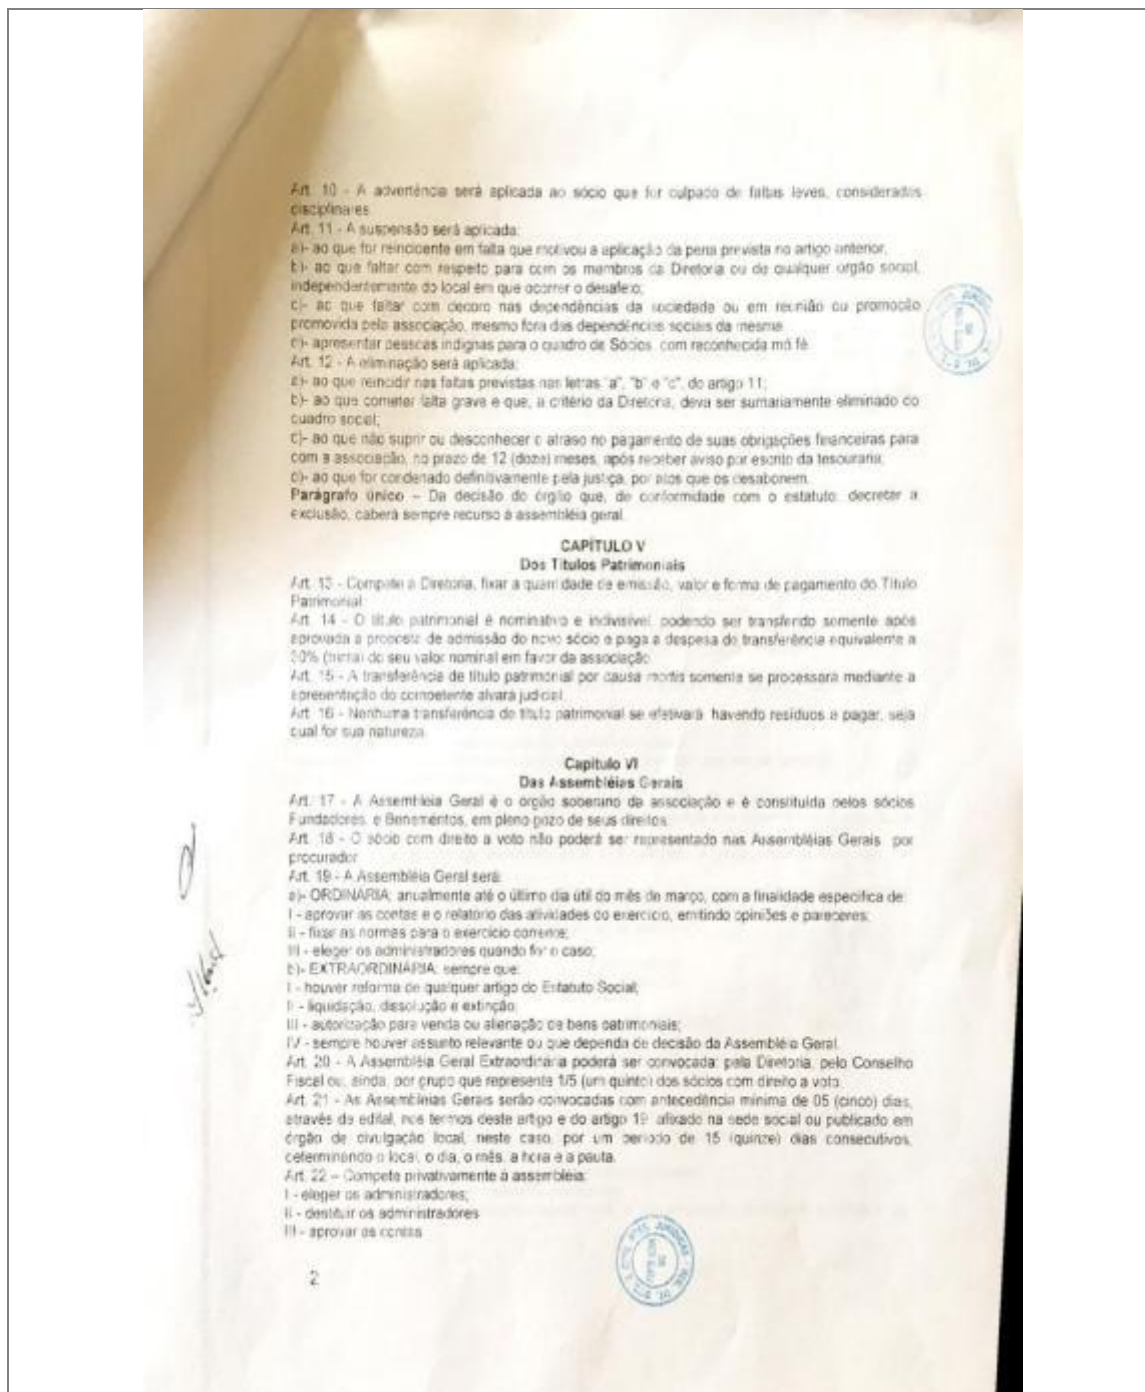 Art. 10 - A advertência será aplicada ao sócio que for culpado de faltas leves, consideradas
disciplinares.
Art. 11 - A suspensão será aplicada:
a)- ao que for reincidente em falta que motivou a aplicação da pena prevista no artigo anterior;
b)- ao que faltar com respeito para com os membros da Diretoria ou de qualquer órgão social,
independentemente do local em que ocorrer o desafeio;
c)- ao que faltar com decoro nas dependências da sociedade ou em reunião ou promoção
promovida pela associação, mesmo fora das dependências sociais da mesma.
d)- apresentar pessoas indignas para o quadro de Sócios, com reconhecida má fé.
Art. 12 - A eliminação será aplicada:
a)- ao que reincidir nas faltas previstas nas letras "a", "b" e "c", do artigo 11;
b)- ao que cometer falta grave e que, a critério da Diretoria, deva ser sumariamente eliminado do
quadro social;
c)- ao que não suprir ou desconhecer o atraso no pagamento de suas obrigações financeiras para
com a associação, no prazo de 12 (doze) meses, após receber aviso por escrito da tesouraria;
d)- ao que for condenado definitivamente pela justiça, por atos que os desabonem.
Parágrafo único – Da decisão do órgão que, de conformidade com o estatuto, decretar a
exclusão, caberá sempre recurso à assembléia geral.
CAPÍTULO V
Dos Títulos Patrimoniais
Art. 13 - Compete à Diretoria, fixar a quantidade de emissão, valor e forma de pagamento do Título
Patrimonial.
Art. 14 - O título patrimonial é nominativo e indivisível, podendo ser transferido somente após
aprovada a proposta de admissão do novo sócio e paga a despesa de transferência equivalente a
30% (trinta) do seu valor nominal em favor da associação.
Art. 15 - A transferência de título patrimonial por causa mortis somente se processará mediante a
apresentação do competente alvará judicial.
Art. 16 - Nenhuma transferência de título patrimonial se efetivará, havendo resíduos a pagar, seja
qual for sua natureza.
Capítulo VI
Das Assembléias Gerais
Art. 17 - A Assembléia Geral é o órgão soberano da associação e é constituída pelos sócios
Fundadores, e Beneméritos, em pleno gozo de seus direitos.
Art. 18 - O sócio com direito a voto não poderá ser representado nas Assembléias Gerais, por
procurador.
Art. 19 - A Assembléia Geral será:
a)- ORDINÁRIA: anualmente até o último dia útil do mês de março, com a finalidade específica de:
I - aprovar as contas e o relatório das atividades do exercício, emitindo opiniões e pareceres;
II - fixar as normas para o exercício corrente;
III - eleger os administradores quando for o caso;
b)- EXTRAORDINÁRIA: sempre que:
I - houver reforma de qualquer artigo do Estatuto Social;
II - liquidação, dissolução e extinção;
III - autorização para venda ou alienação de bens patrimoniais;
IV - sempre houver assunto relevante ou que dependa de decisão da Assembléia Geral.
Art. 20 - A Assembléia Geral Extraordinária poderá ser convocada: pela Diretoria, pelo Conselho
Fiscal ou, ainda, por grupo que represente 1/5 (um quinto) dos sócios com direito a voto.
Art. 21 - As Assembléias Gerais serão convocadas com antecedência mínima de 05 (cinco) dias,
através de edital, nos termos deste artigo e do artigo 19, afixado na sede social ou publicado em
órgão de divulgação local, neste caso, por um período de 15 (quinze) dias consecutivos,
determinando o local, o dia, o mês, a hora e a pauta.
Art. 22 – Compete privativamente à assembléia:
I - eleger os administradores;
II - destituir os administradores
III - aprovar as contas
2